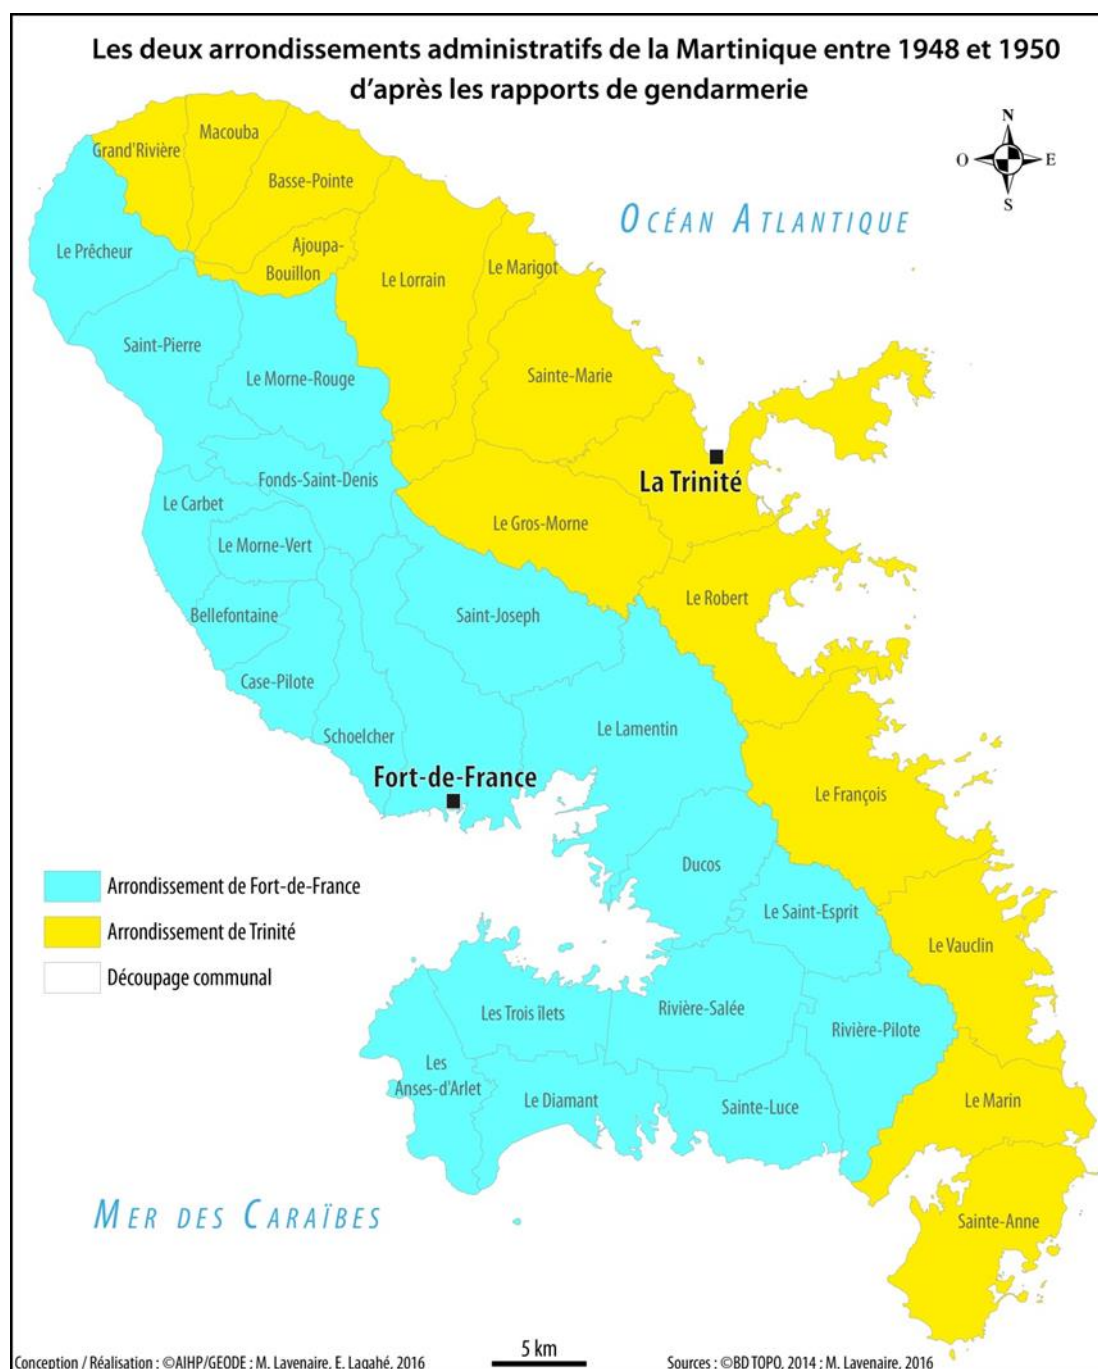 Les deux arrondissements administratifs de la Martinique entre 1948 et 1950
d'après les rapports de gendarmerie
N
O
E
S
OCÉAN ATLANTIQUE
Macouba
Grand'Rivière
Basse-Pointe
Ajoupa-
Bouillon
Le Prêcheur
Le Lorrain
Le Marigot
Saint-Pierre
Le Morne-Rouge
Sainte-Marie
La Trinité
Fonds-Saint-Denis
Le Carbet
Le Gros-Morne
Le Morne-Vert
Le Robert
Bellefontaine
Saint-Joseph
Case-Pilote
Schoelcher
Le Lamentin
Fort-de-France
Le François
Ducos
Le Saint-Esprit
Le Vauclin
Arrondissement de Fort-de-France
Arrondissement de Trinité
Découpage communal
Les Trois îlets
Rivière-Salée
Rivière-Pilote
Les
Anses-d'Arlet
Le Diamant
Sainte-Luce
Le Marin
Sainte-Anne
MER DES CARAÏBES
5 km
Conception / Réalisation : ©AIHP/GEODE ; M. Lavenaire, E. Lagahé, 2016
Sources : ©BD TOPO, 2014 ; M. Lavenaire, 2016